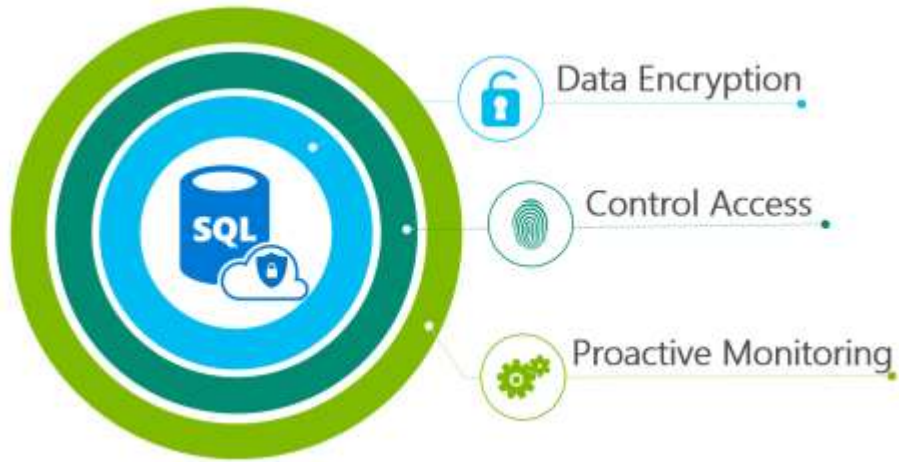 Data Encryption
SQL
Control Access
Proactive Monitoring